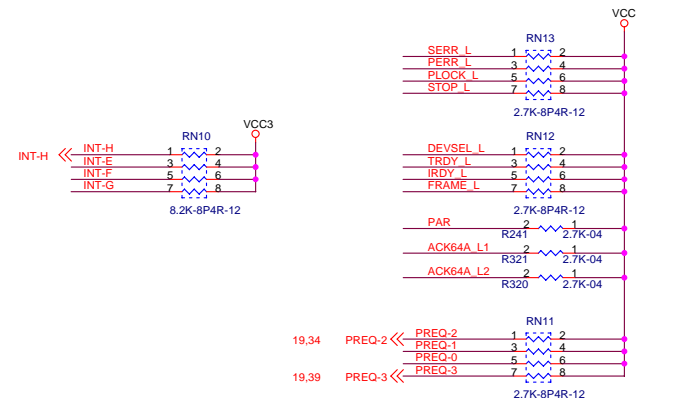 VCC
RN13
SERR_L 1 2
PERR_L 3 4
PLOCK_L 5 6
STOP_L 7 8
2.7K-8P4R-12
VCC3
RN10
INT-H INT-H 1 2
INT-E 3 4
INT-F 5 6
INT-G 7 8
8.2K-8P4R-12
RN12
DEVSEL_L 1 2
TRDY_L 3 4
IRDY_L 5 6
FRAME_L 7 8
2.7K-8P4R-12
PAR 2 1
R241 2.7K-04
ACK64A_L1 2 1
R321 2.7K-04
ACK64A_L2 2 1
R320 2.7K-04
RN11
19,34 PREQ-2 PREQ-2 1 2
PREQ-1 3 4
PREQ-0 5 6
19,39 PREQ-3 PREQ-3 7 8
2.7K-8P4R-12